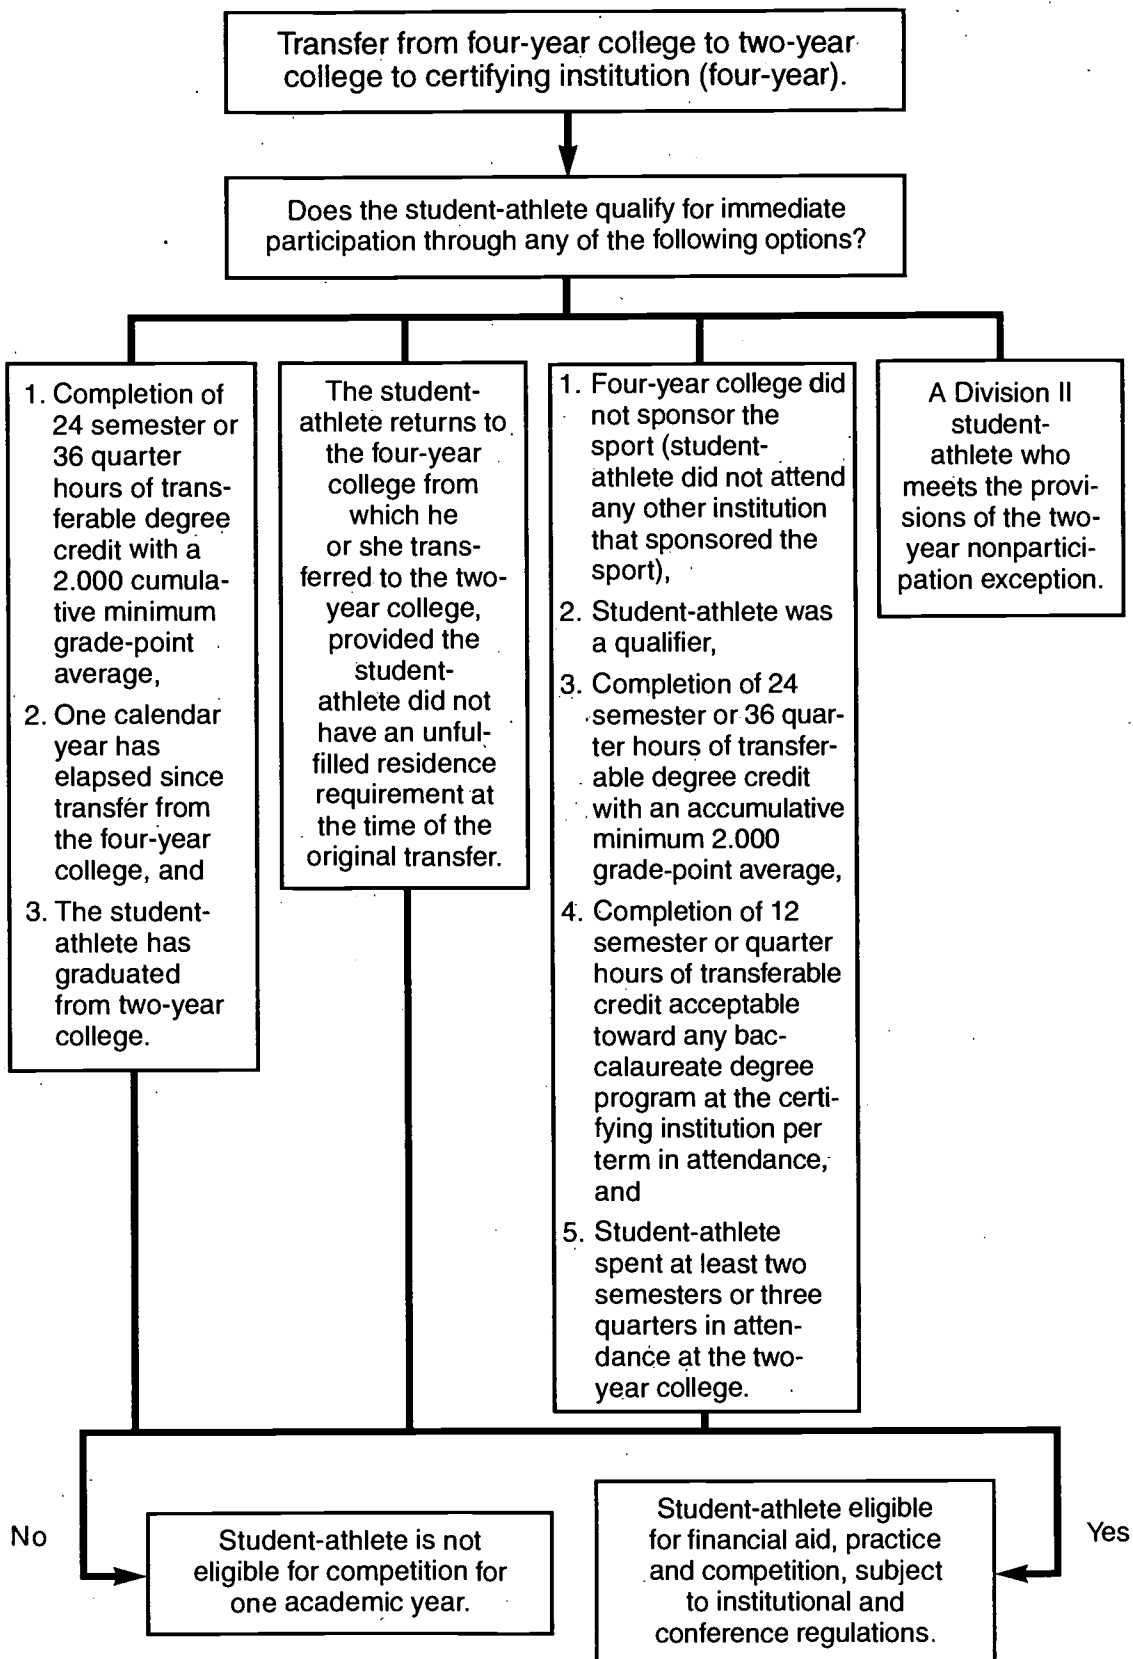 Transfer from four-year college to two-year
college to certifying institution (four-year).
Does the student-athlete qualify for immediate
participation through any of the following options?
1. Completion of
24 semester or
36 quarter
hours of trans-
ferable degree
credit with a
2.000 cumula-
tive minimum
grade-point
average,
2. One calendar
year has
elapsed since
transfer from
the four-year
college, and
3. The student-
athlete has
graduated
from two-year
college.
The student-
athlete returns to
the four-year
college from
which he
or she trans-
ferred to the two-
year college,
provided the
student-
athlete did not
have an unful-
filled residence
requirement at
the time of the
original transfer.
1. Four-year college did
not sponsor the
sport (student-
athlete did not attend
any other institution
that sponsored the
sport),
2. Student-athlete was
a qualifier,
3. Completion of 24
semester or 36 quar-
ter hours of transfer-
able degree credit
with an accumulative
minimum 2.000
grade-point average,
4. Completion of 12
semester or quarter
hours of transferable
credit acceptable
toward any bac-
calaureate degree
program at the certi-
fying institution per
term in attendance,
and
5. Student-athlete
spent at least two
semesters or three
quarters in atten-
dance at the two-
year college.
A Division II
student-
athlete who
meets the provi-
sions of the two-
year nonpartici-
pation exception.
No
Student-athlete is not
eligible for competition for
one academic year.
Student-athlete eligible
for financial aid, practice
and competition, subject
to institutional and
conference regulations.
Yes